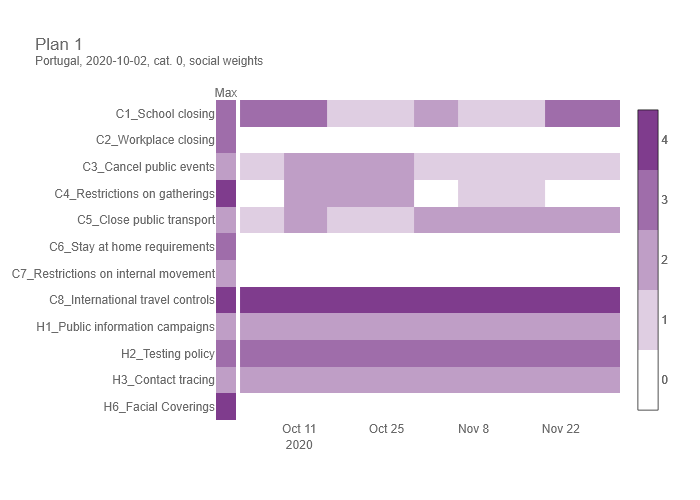 Plan 1
Portugal, 2020-10-02, cat. 0, social weights
Max
C1_School closing
C2_Workplace closing
C3_Cancel public events
C4_Restrictions on gatherings
C5_Close public transport
C6_Stay at home requirements
C7_Restrictions on internal movement
C8_International travel controls
H1_Public information campaigns
H2_Testing policy
H3_Contact tracing
H6_Facial Coverings
4
3
2
1
0
Oct 11 Oct 25 Nov 8 Nov 22
2020